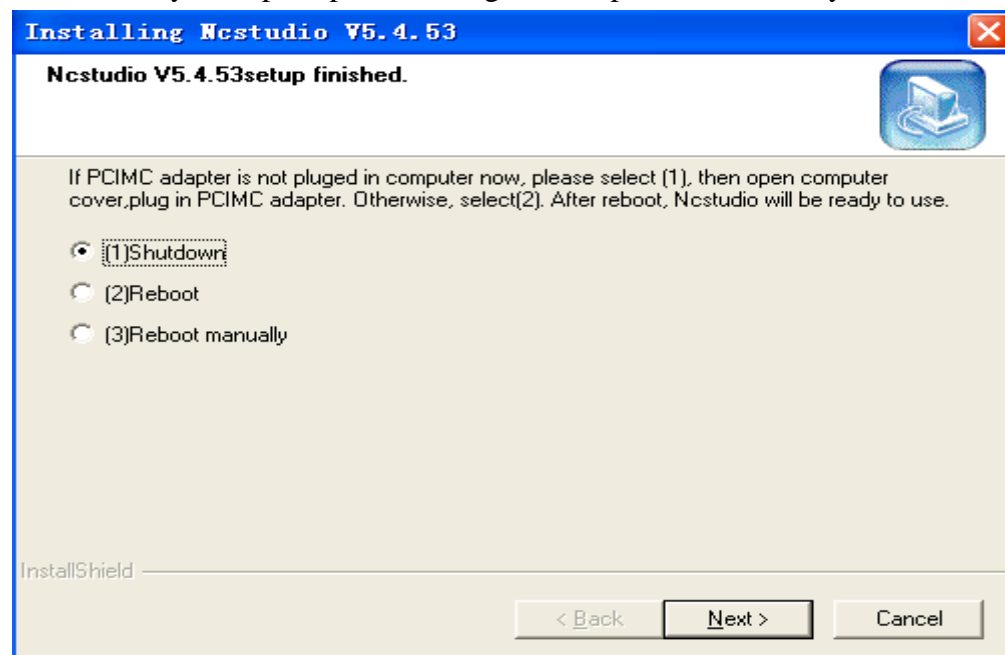 Installing Ncstudio V5.4.53
Ncstudio V5.4.53setup finished.
If PCIMC adapter is not pluged in computer now, please select (1), then open computer
cover,plug in PCIMC adapter. Otherwise, select(2). After reboot, Ncstudio will be ready to use.
(1)Shutdown
(2)Reboot
(3)Reboot manually
InstallShield
< Back
Next >
Cancel